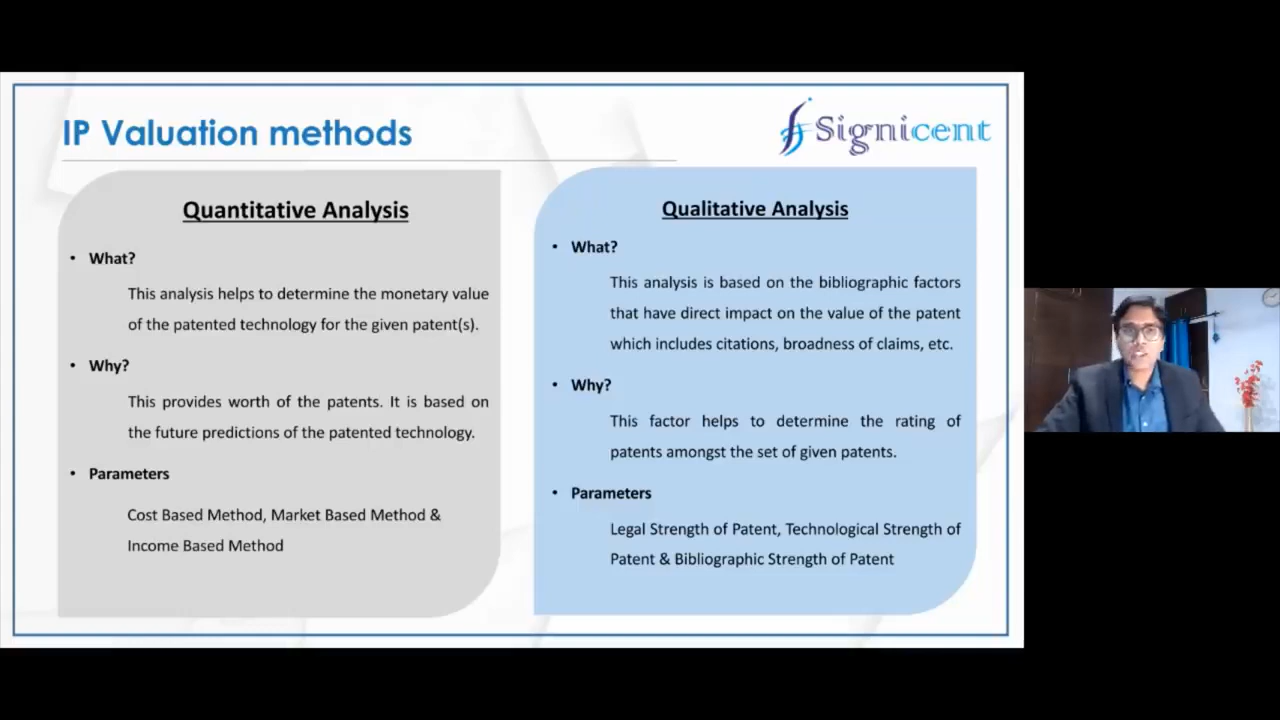 IP Valuation methods
Signicent
Quantitative Analysis
• What?
This analysis helps to determine the monetary value
of the patented technology for the given patent(s).
• Why?
This provides worth of the patents. It is based on
the future predictions of the patented technology.
• Parameters
Cost Based Method, Market Based Method &
Income Based Method
Qualitative Analysis
• What?
This analysis is based on the bibliographic factors
that have direct impact on the value of the patent
which includes citations, broadness of claims, etc.
• Why?
This factor helps to determine the rating of
patents amongst the set of given patents.
• Parameters
Legal Strength of Patent, Technological Strength of
Patent & Bibliographic Strength of Patent